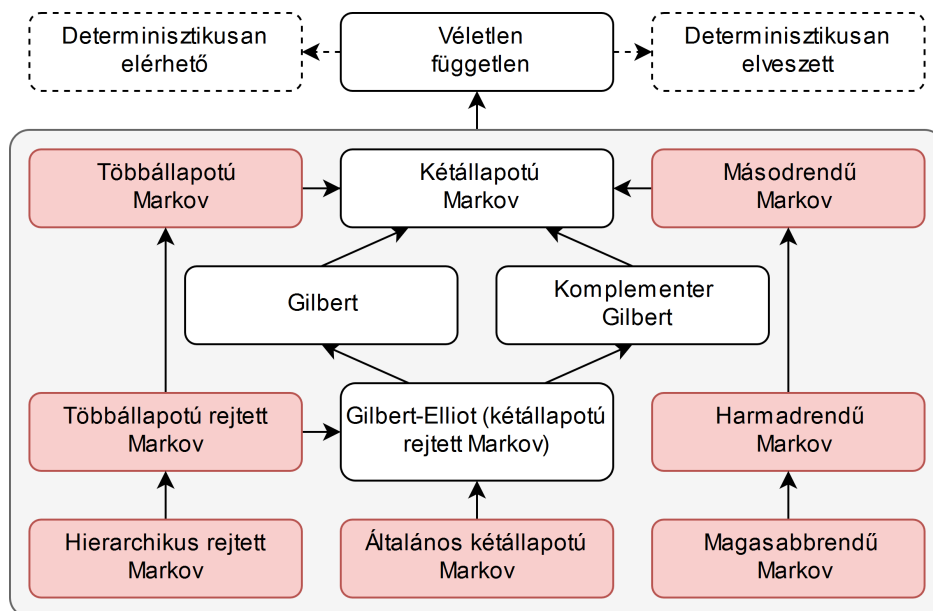 Determinisztikusan
elérhető
Véletlen
független
Determinisztikusan
elveszett
Többállapotú
Markov
Kétállapotú
Markov
Másodrendű
Markov
Gilbert
Komplementer
Gilbert
Többállapotú rejtett
Markov
Gilbert-Elliot (kétállapotú
rejtett Markov)
Harmadrendű
Markov
Hierarchikus rejtett
Markov
Általános kétállapotú
Markov
Magasabbrendű
Markov